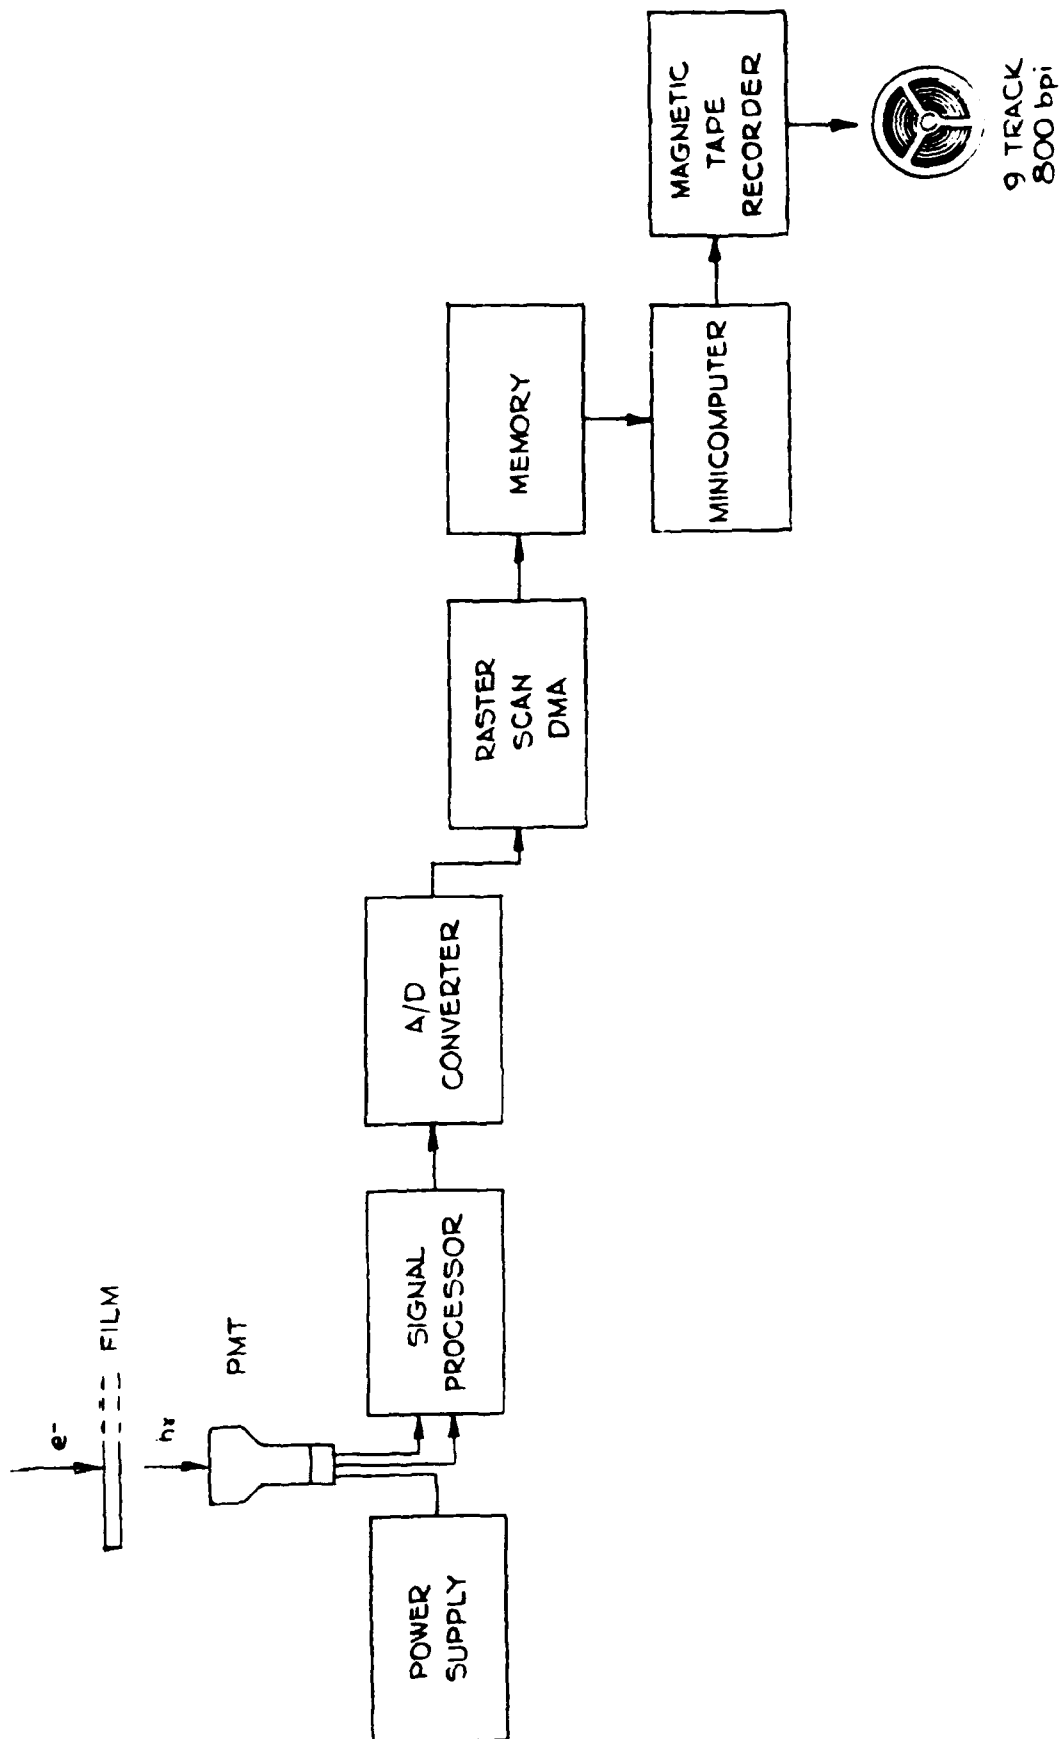 e⁻
FILM
hγ
PMT
POWER
SUPPLY
SIGNAL
PROCESSOR
A/D
CONVERTER
RASTER
SCAN
DMA
MEMORY
MINICOMPUTER
MAGNETIC
TAPE
RECORDER
9 TRACK
800 bpi